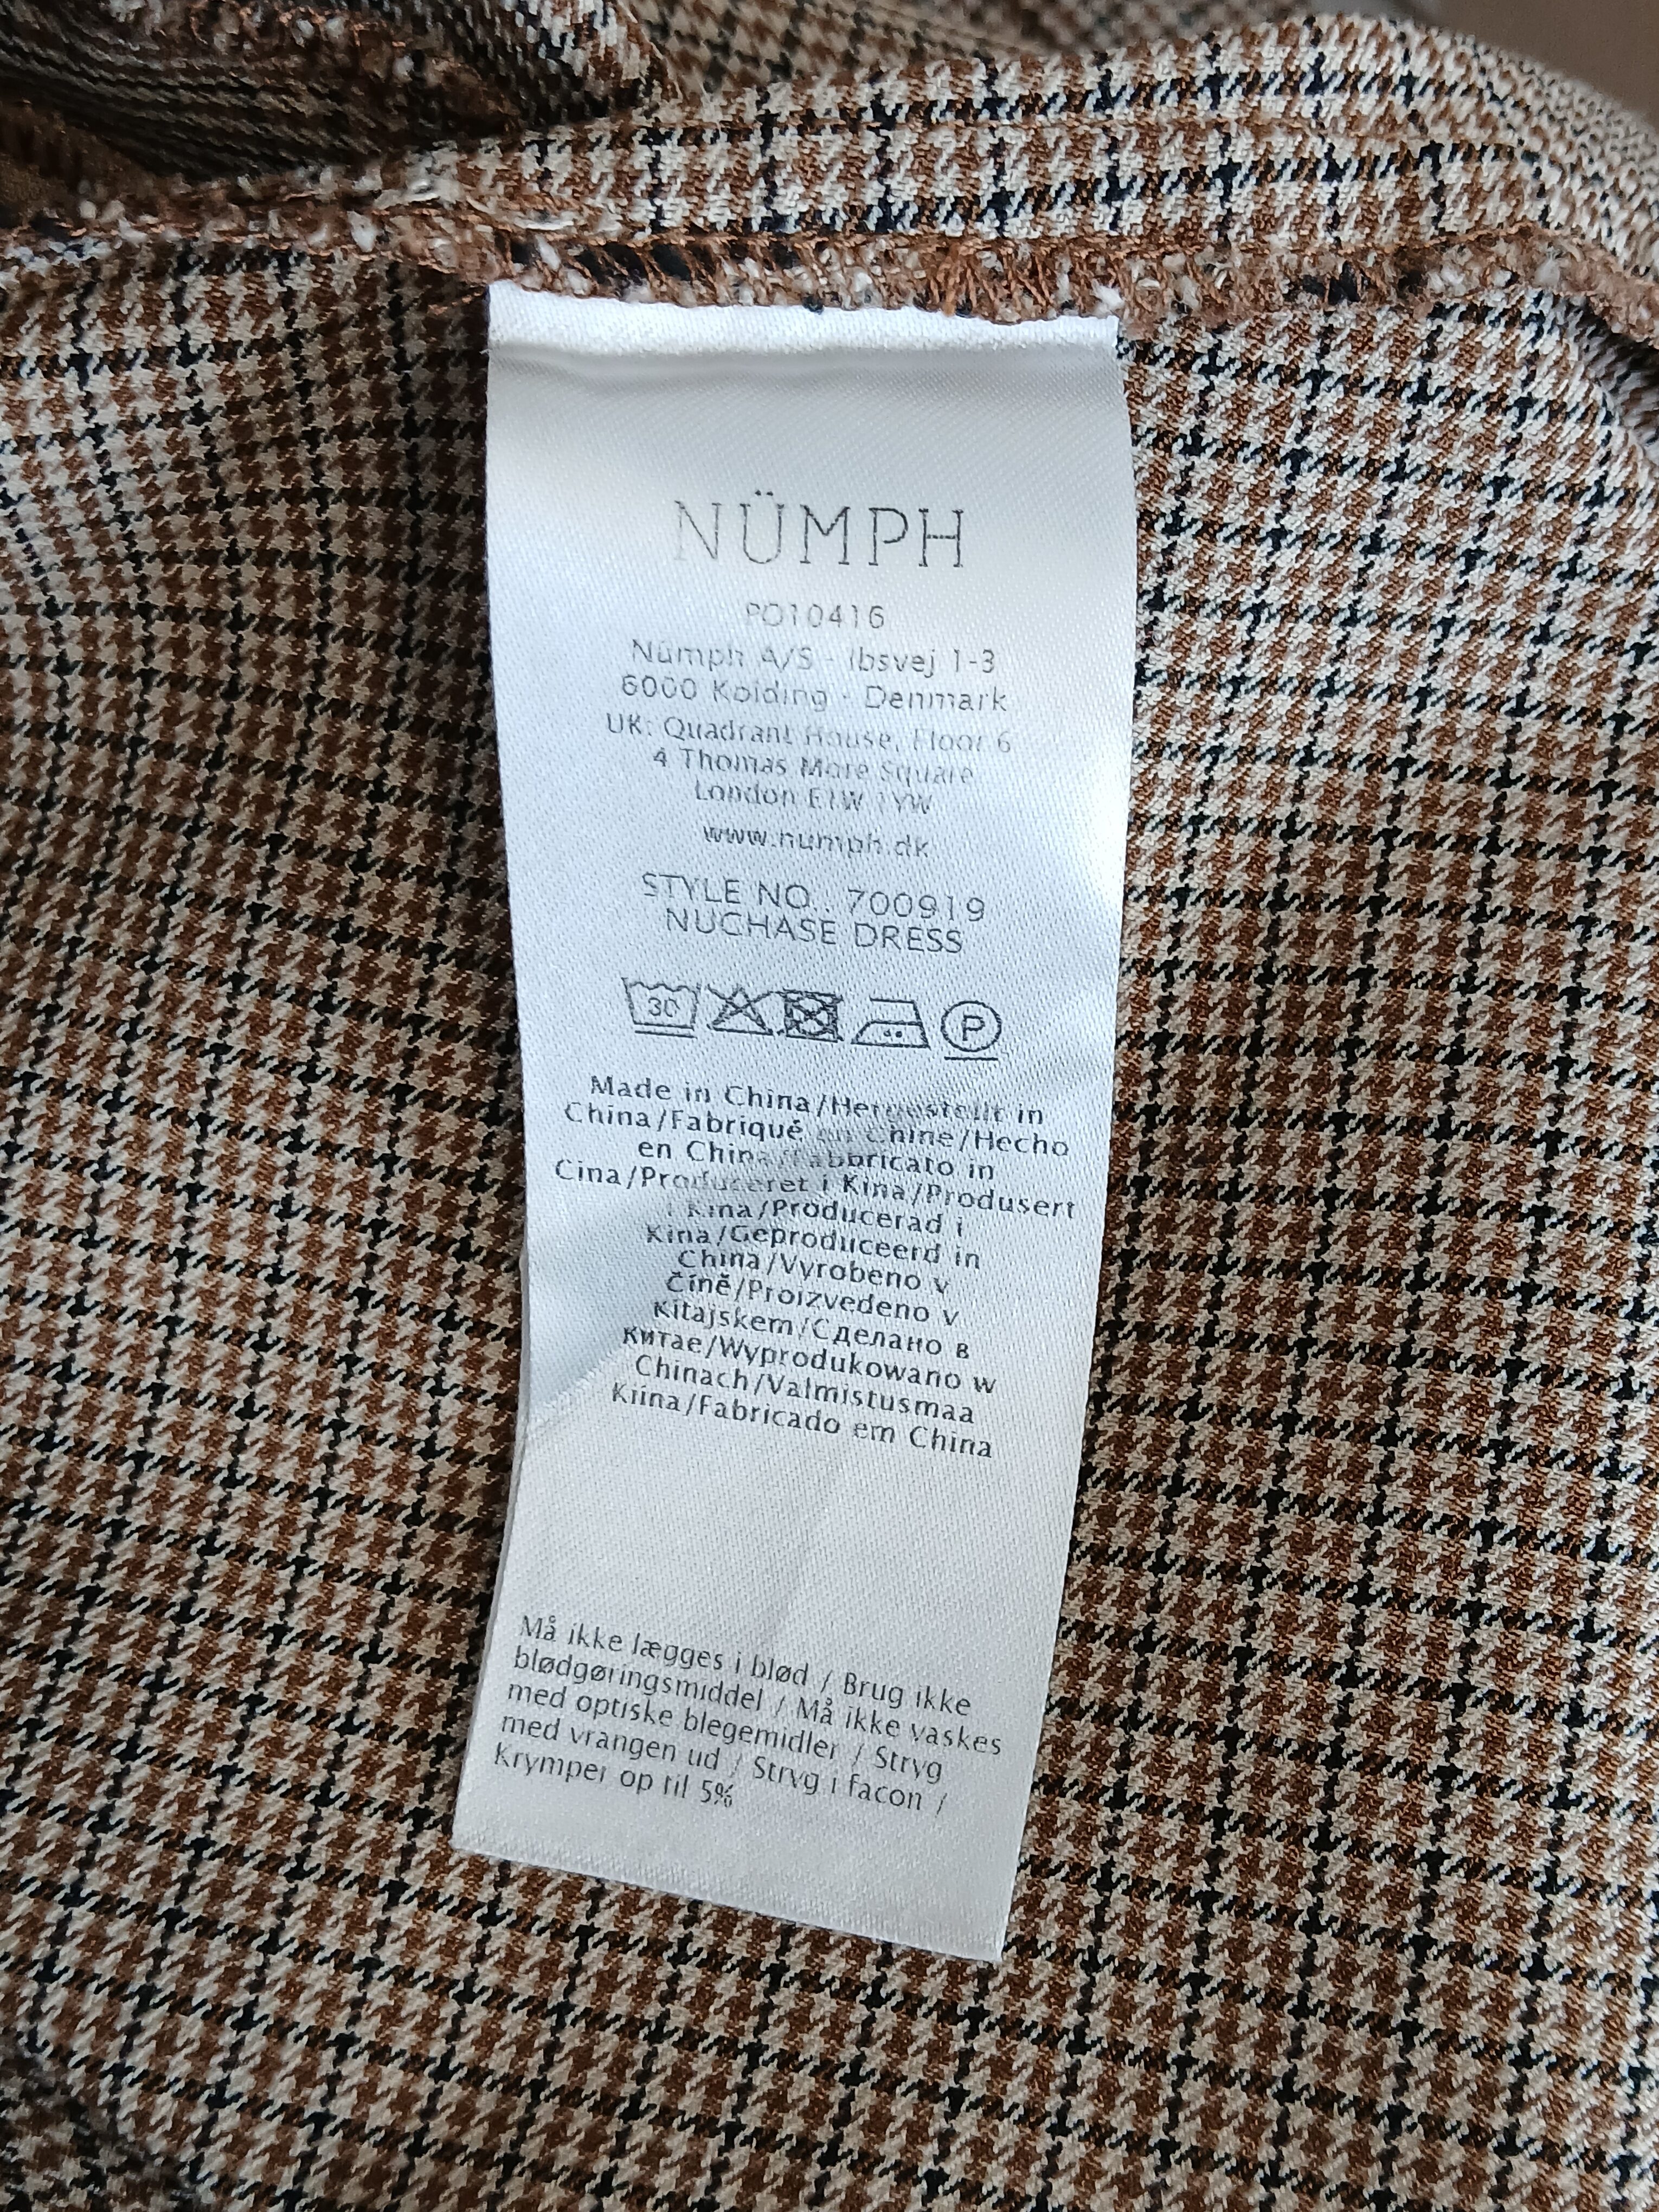 NÜMPH
PO10416
Nümph A/S - Ibsvej 1-3
6000 Kolding - Denmark
UK: Quadrant House, Floor 6
4 Thomas More Square
London E1W 1YW
www.numph.dk
STYLE NO.: 700919
NUCHASE DRESS
30 P
Made in China/Hergestellt in
China/Fabriqué en Chine/Hecho
en China/Fabbricato in
Cina/Produceret i Kina/Produsert
i Kina/Producerad i
Kina/Geproduceerd in
China/Vyrobeno v
Číně/Proizvedeno v
Kitajskem/Сделано в
китае/Wyprodukowano w
Chinach/Valmistusmaa
Kiina/Fabricado em China
Må ikke lægges i blød / Brug ikke
blødgøringsmiddel / Må ikke vaskes
med optiske blegemidler / Stryg
med vrangen ud / Stryg i facon /
Krymper op til 5%